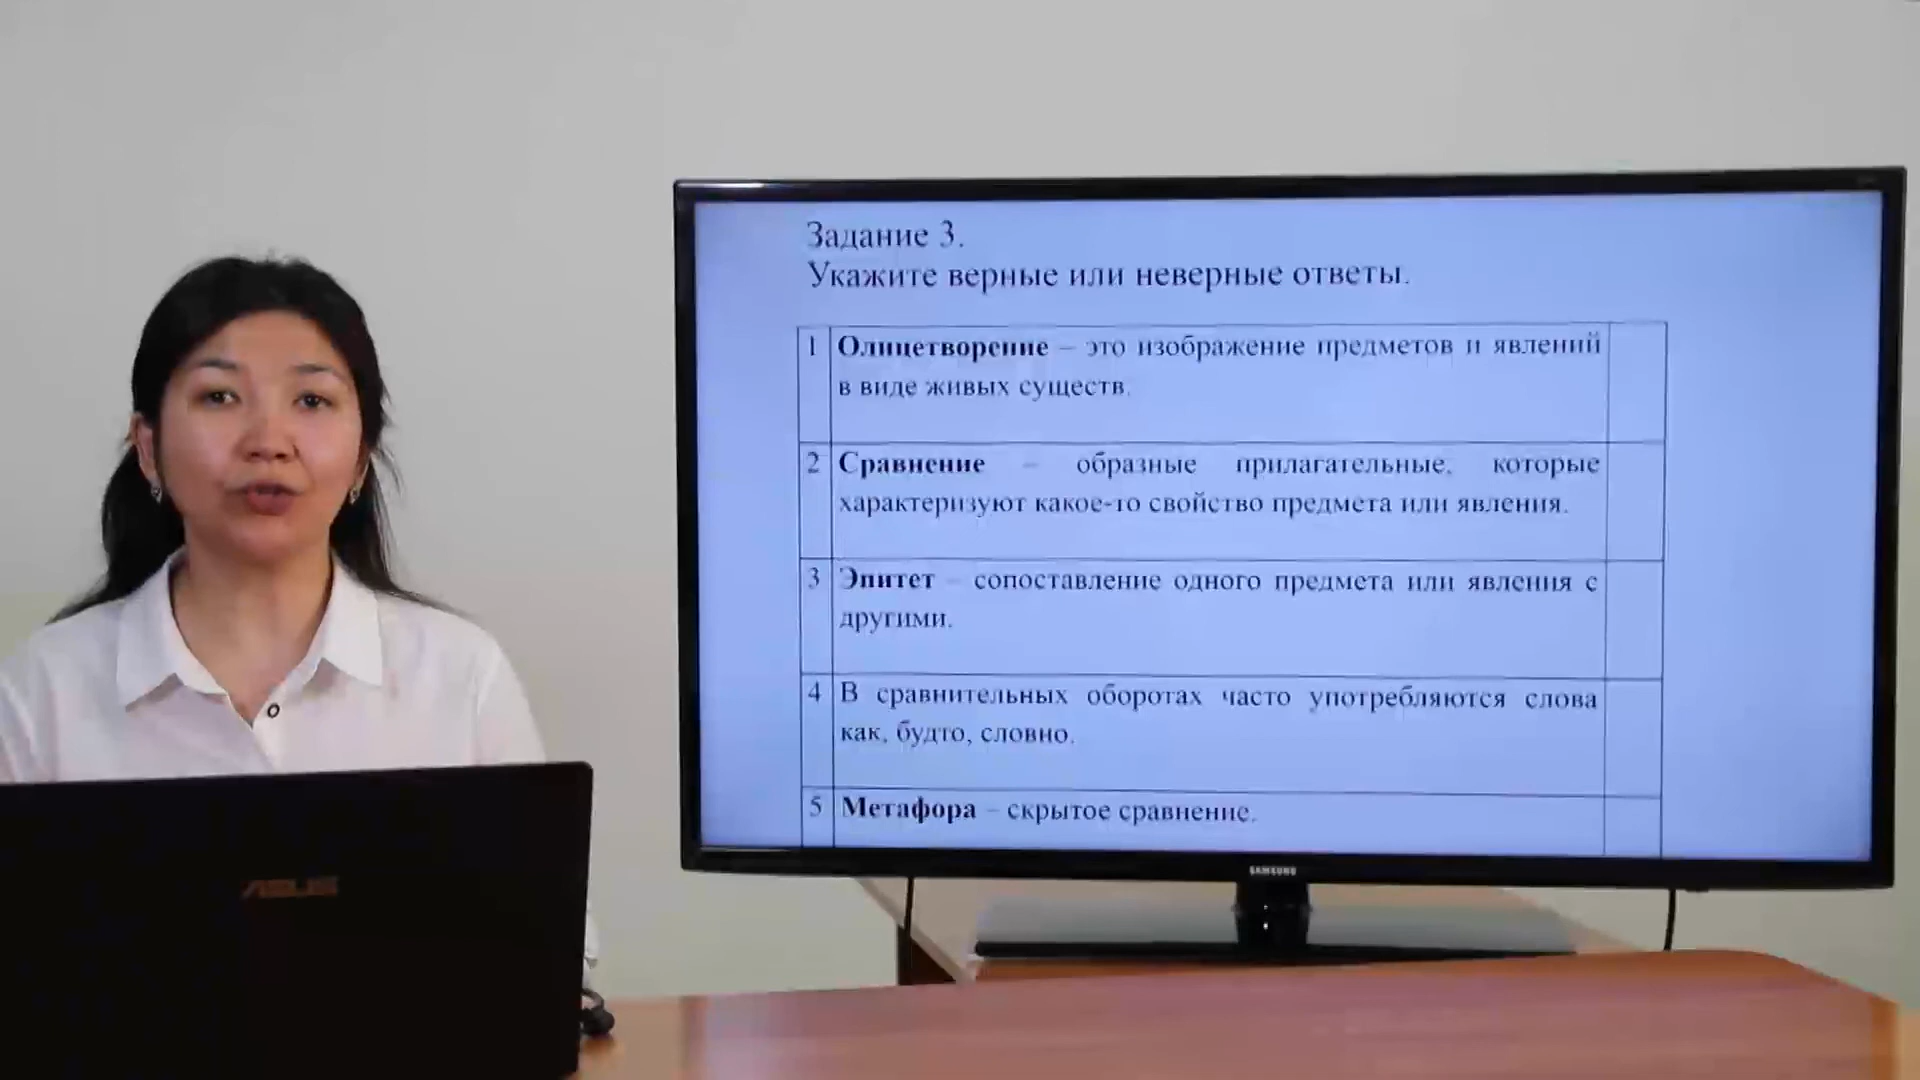 Задание 3.
Укажите верные или неверные ответы.
1 Олицетворение – это изображение предметов и явлений
в виде живых существ.
2 Сравнение – образные прилагательные, которые
характеризуют какое-то свойство предмета или явления.
3 Эпитет – сопоставление одного предмета или явления с
другими.
4 В сравнительных оборотах часто употребляются слова
как, будто, словно.
5 Метафора – скрытое сравнение.
SAMSUNG
ASUS